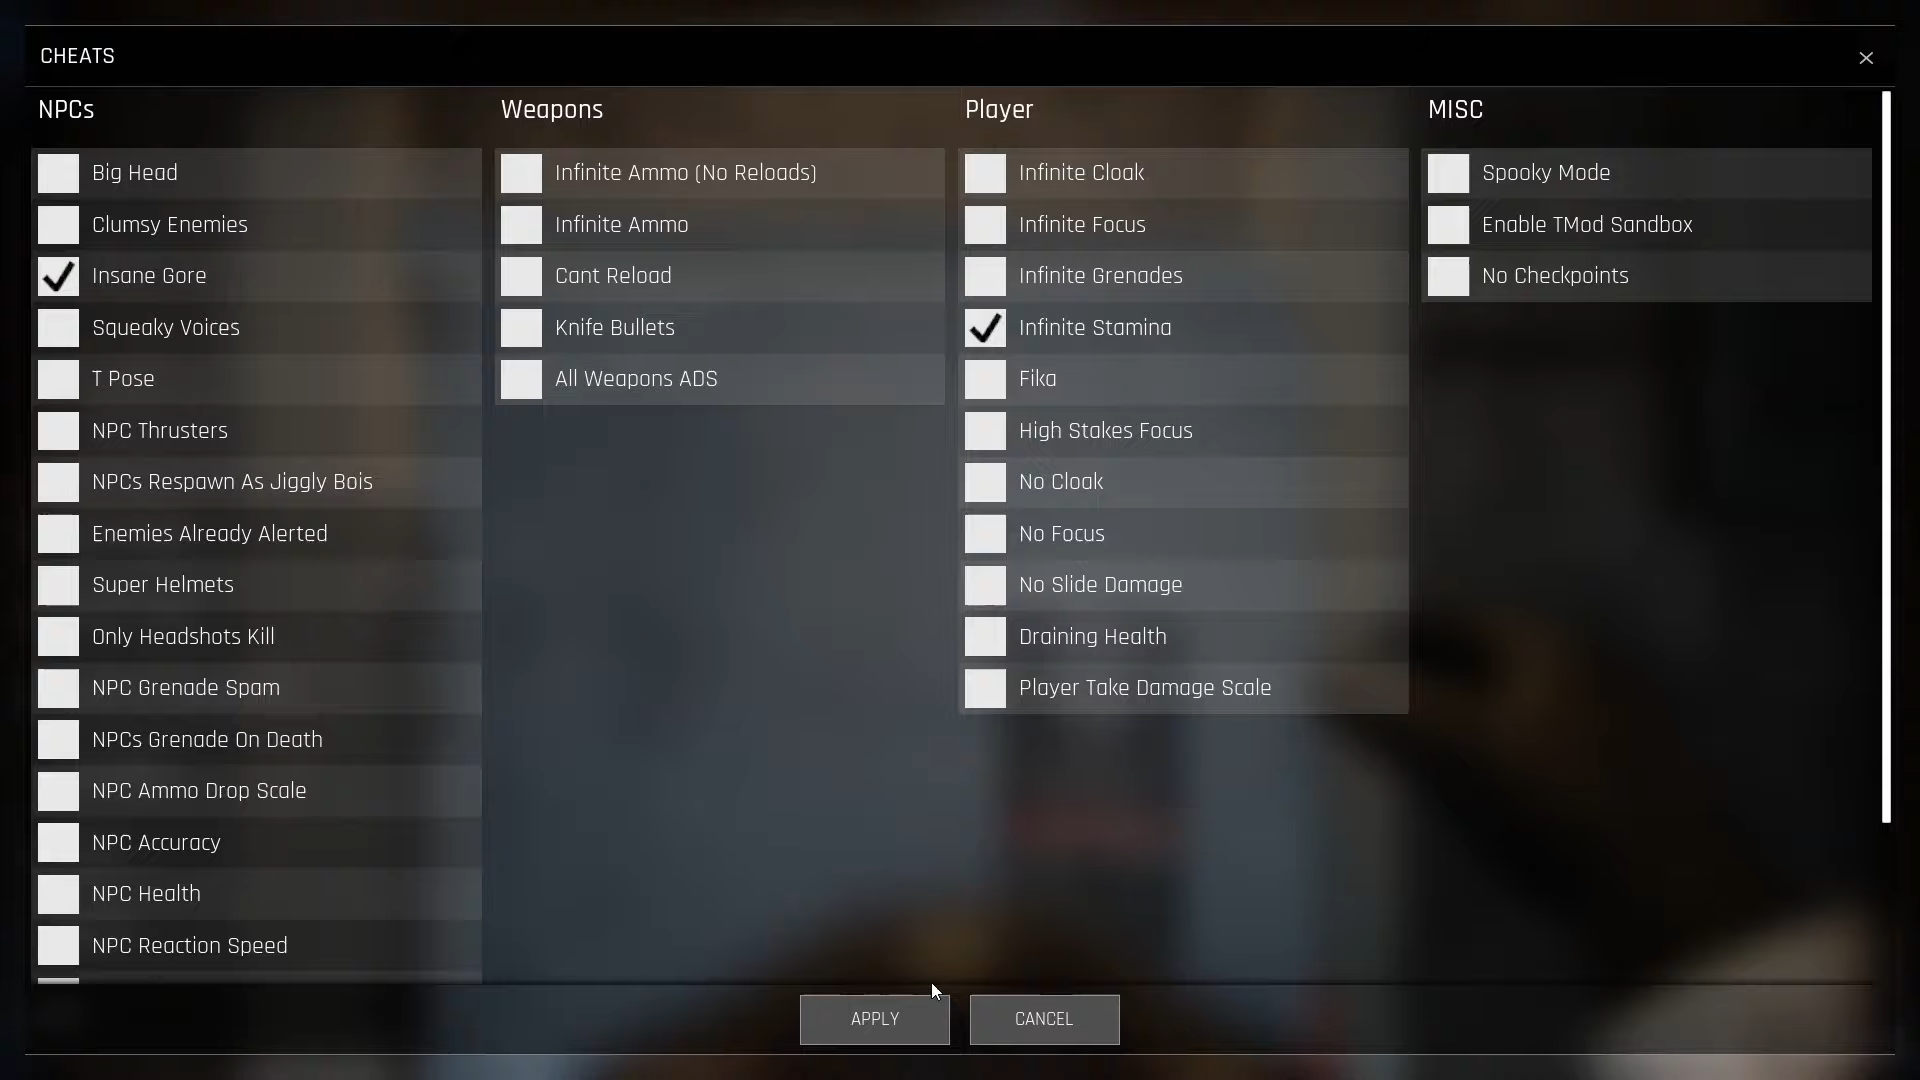 CHEATS
NPCs
Big Head
Clumsy Enemies
Insane Gore
Squeaky Voices
T Pose
NPC Thrusters
NPCs Respawn As Jiggly Bois
Enemies Already Alerted
Super Helmets
Only Headshots Kill
NPC Grenade Spam
NPCs Grenade On Death
NPC Ammo Drop Scale
NPC Accuracy
NPC Health
NPC Reaction Speed
Weapons
Infinite Ammo (No Reloads)
Infinite Ammo
Cant Reload
Knife Bullets
All Weapons ADS
Player
Infinite Cloak
Infinite Focus
Infinite Grenades
Infinite Stamina
Fika
High Stakes Focus
No Cloak
No Focus
No Slide Damage
Draining Health
Player Take Damage Scale
MISC
Spooky Mode
Enable TMod Sandbox
No Checkpoints
APPLY
CANCEL